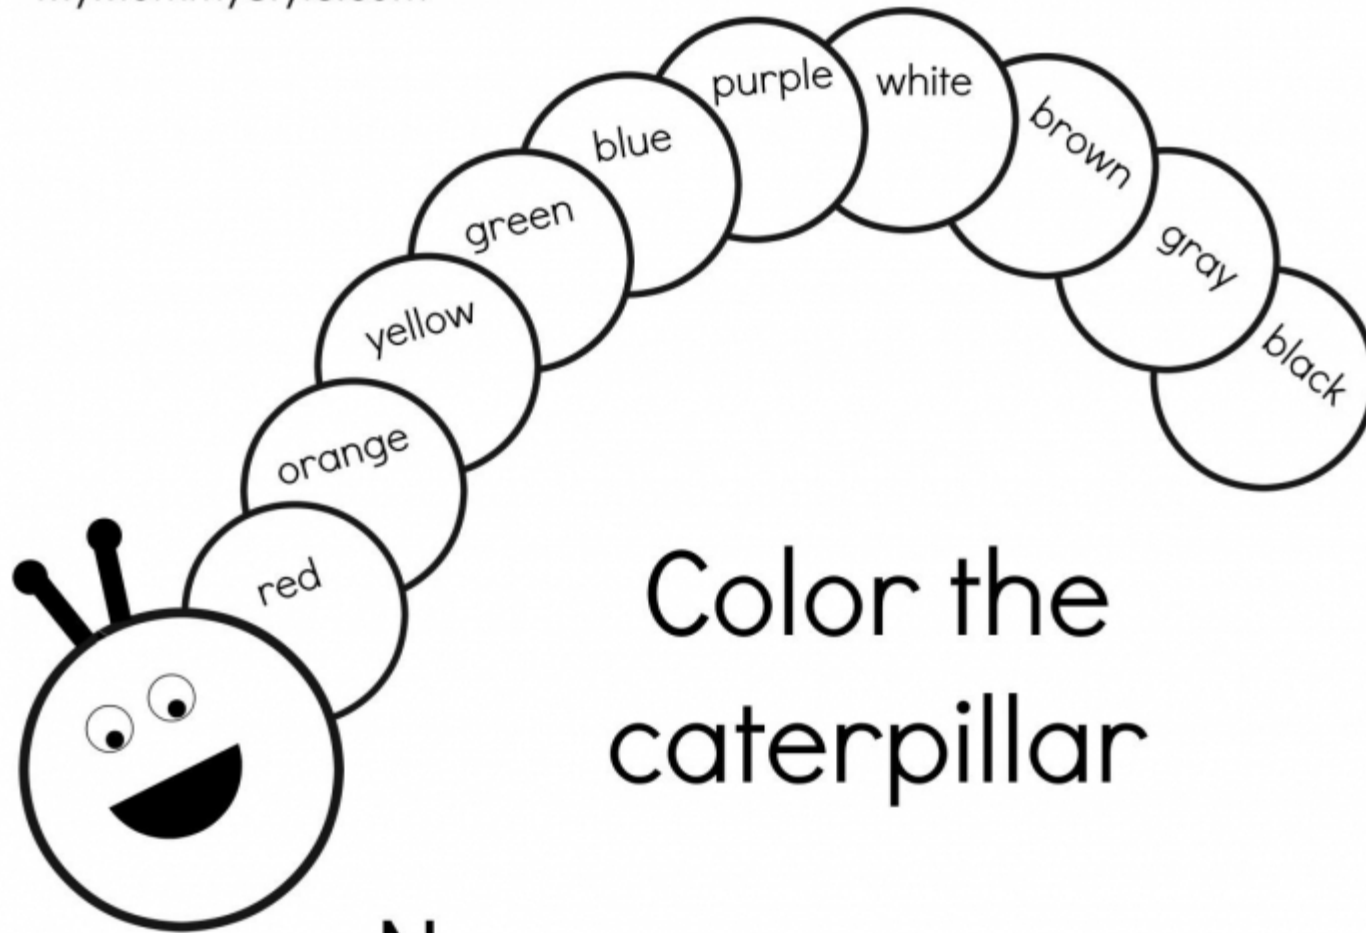 purple
white
brown
blue
green
gray
yellow
black
orange
red
Color the
caterpillar